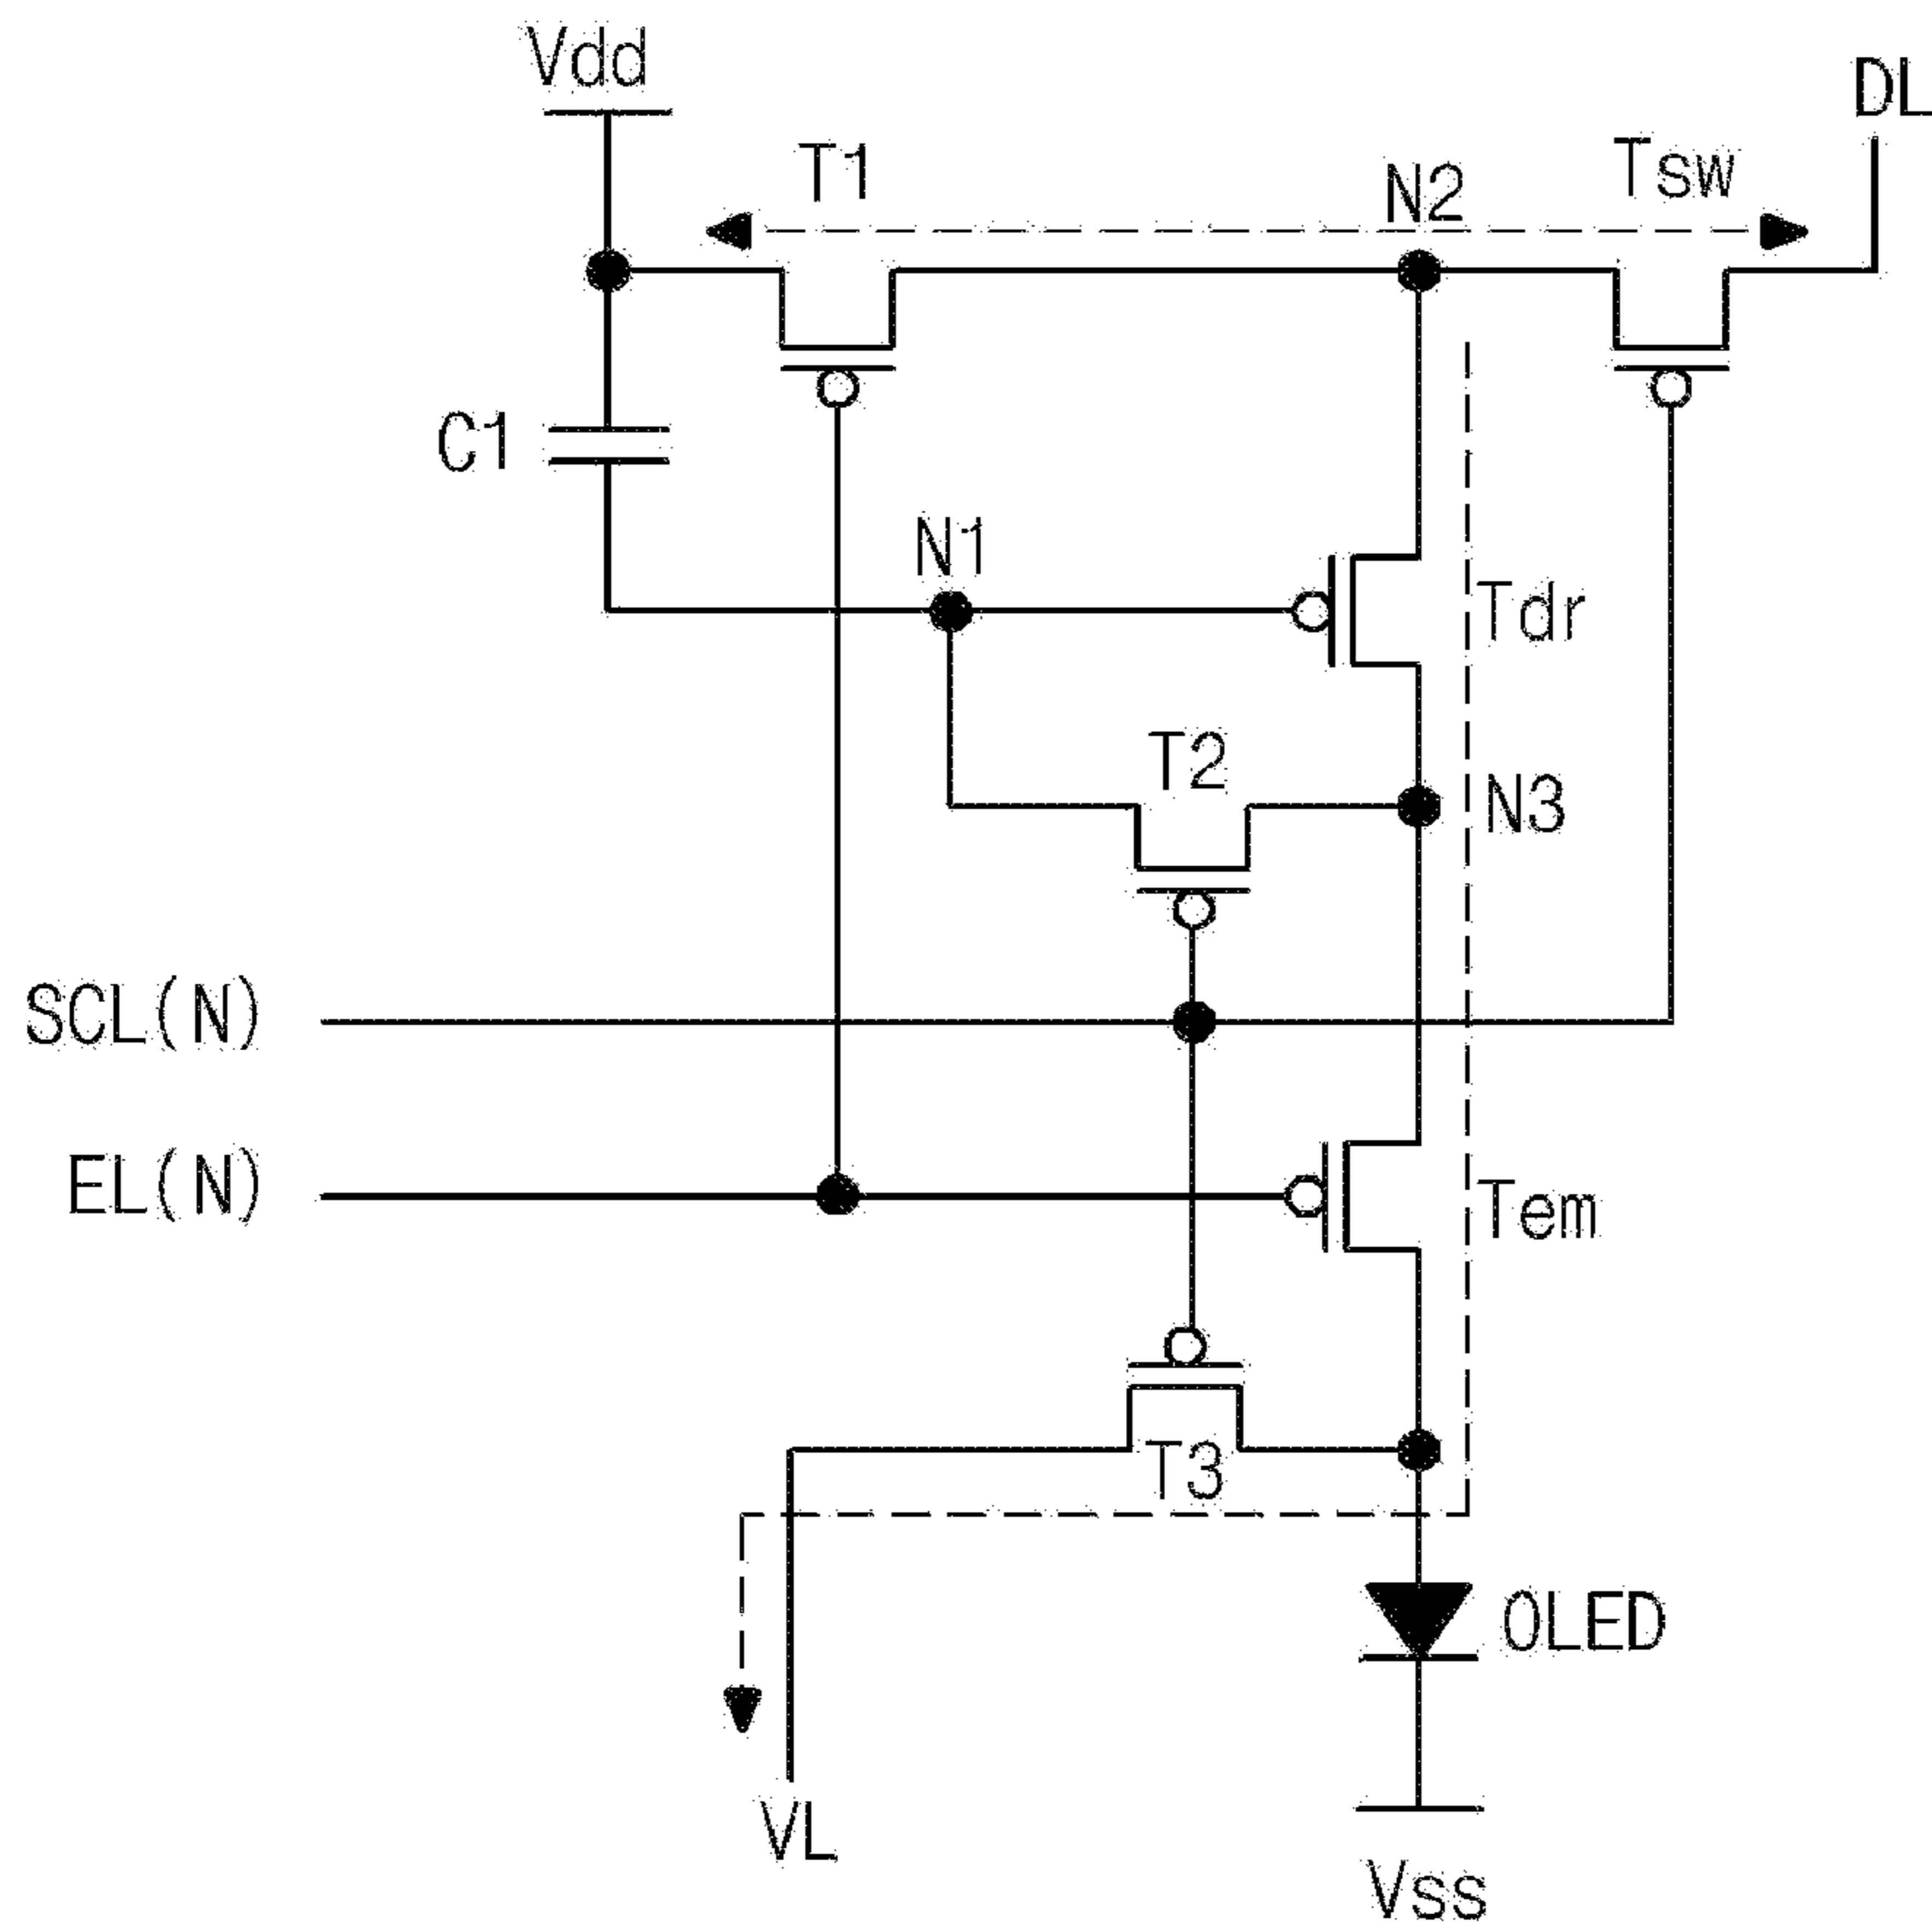 Vdd
DL
T1
N2
Tsw
C1
N1
Tdr
T2
N3
SCL(N)
EL(N)
Tem
T3
OLED
VL
Vss